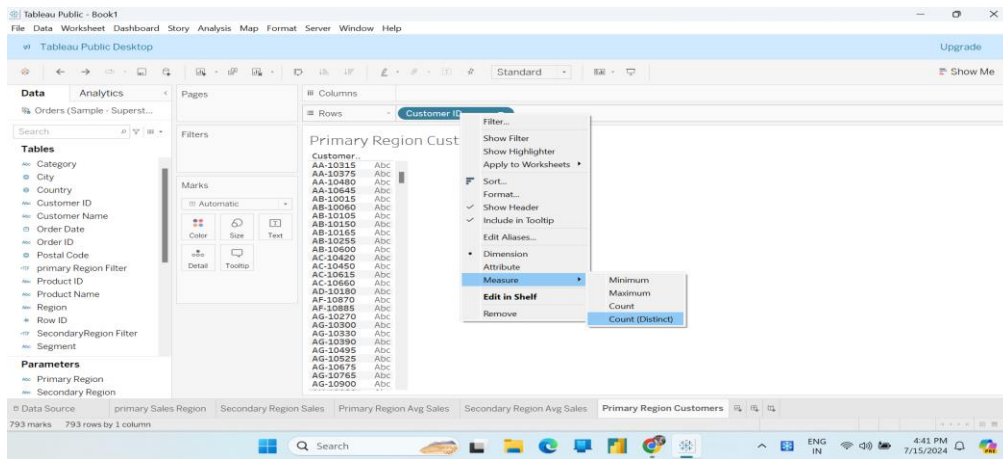 Tableau Public - Book1
File Data Worksheet Dashboard Story Analysis Map Format Server Window Help
Tableau Public Desktop
Upgrade
Standard
Show Me
Data
Analytics
Orders (Sample - Superst...
Search
Tables
Category
City
Country
Customer ID
Customer Name
Order Date
Order ID
Postal Code
primary Region Filter
Product ID
Product Name
Region
Row ID
SecondaryRegion Filter
Segment
Parameters
Primary Region
Secondary Region
Pages
Filters
Marks
Automatic
Color Size Text
Detail Tooltip
Columns
Rows
Customer ID
Primary Region Cust
Customer..
AA-10315 Abc
AA-10375 Abc
AA-10480 Abc
AA-10645 Abc
AB-10015 Abc
AB-10060 Abc
AB-10105 Abc
AB-10150 Abc
AB-10165 Abc
AB-10255 Abc
AB-10600 Abc
AC-10420 Abc
AC-10450 Abc
AC-10615 Abc
AC-10660 Abc
AD-10180 Abc
AF-10870 Abc
AF-10885 Abc
AG-10270 Abc
AG-10300 Abc
AG-10330 Abc
AG-10390 Abc
AG-10495 Abc
AG-10525 Abc
AG-10675 Abc
AG-10765 Abc
AG-10900 Abc
Filter...
Show Filter
Show Highlighter
Apply to Worksheets
Sort...
Format...
Show Header
Include in Tooltip
Edit Aliases...
Dimension
Attribute
Measure
Edit in Shelf
Remove
Minimum
Maximum
Count
Count (Distinct)
Data Source primary Sales Region Secondary Region Sales Primary Region Avg Sales Secondary Region Avg Sales Primary Region Customers
793 marks 793 rows by 1 column
Search
ENG
IN
4:41 PM
7/15/2024